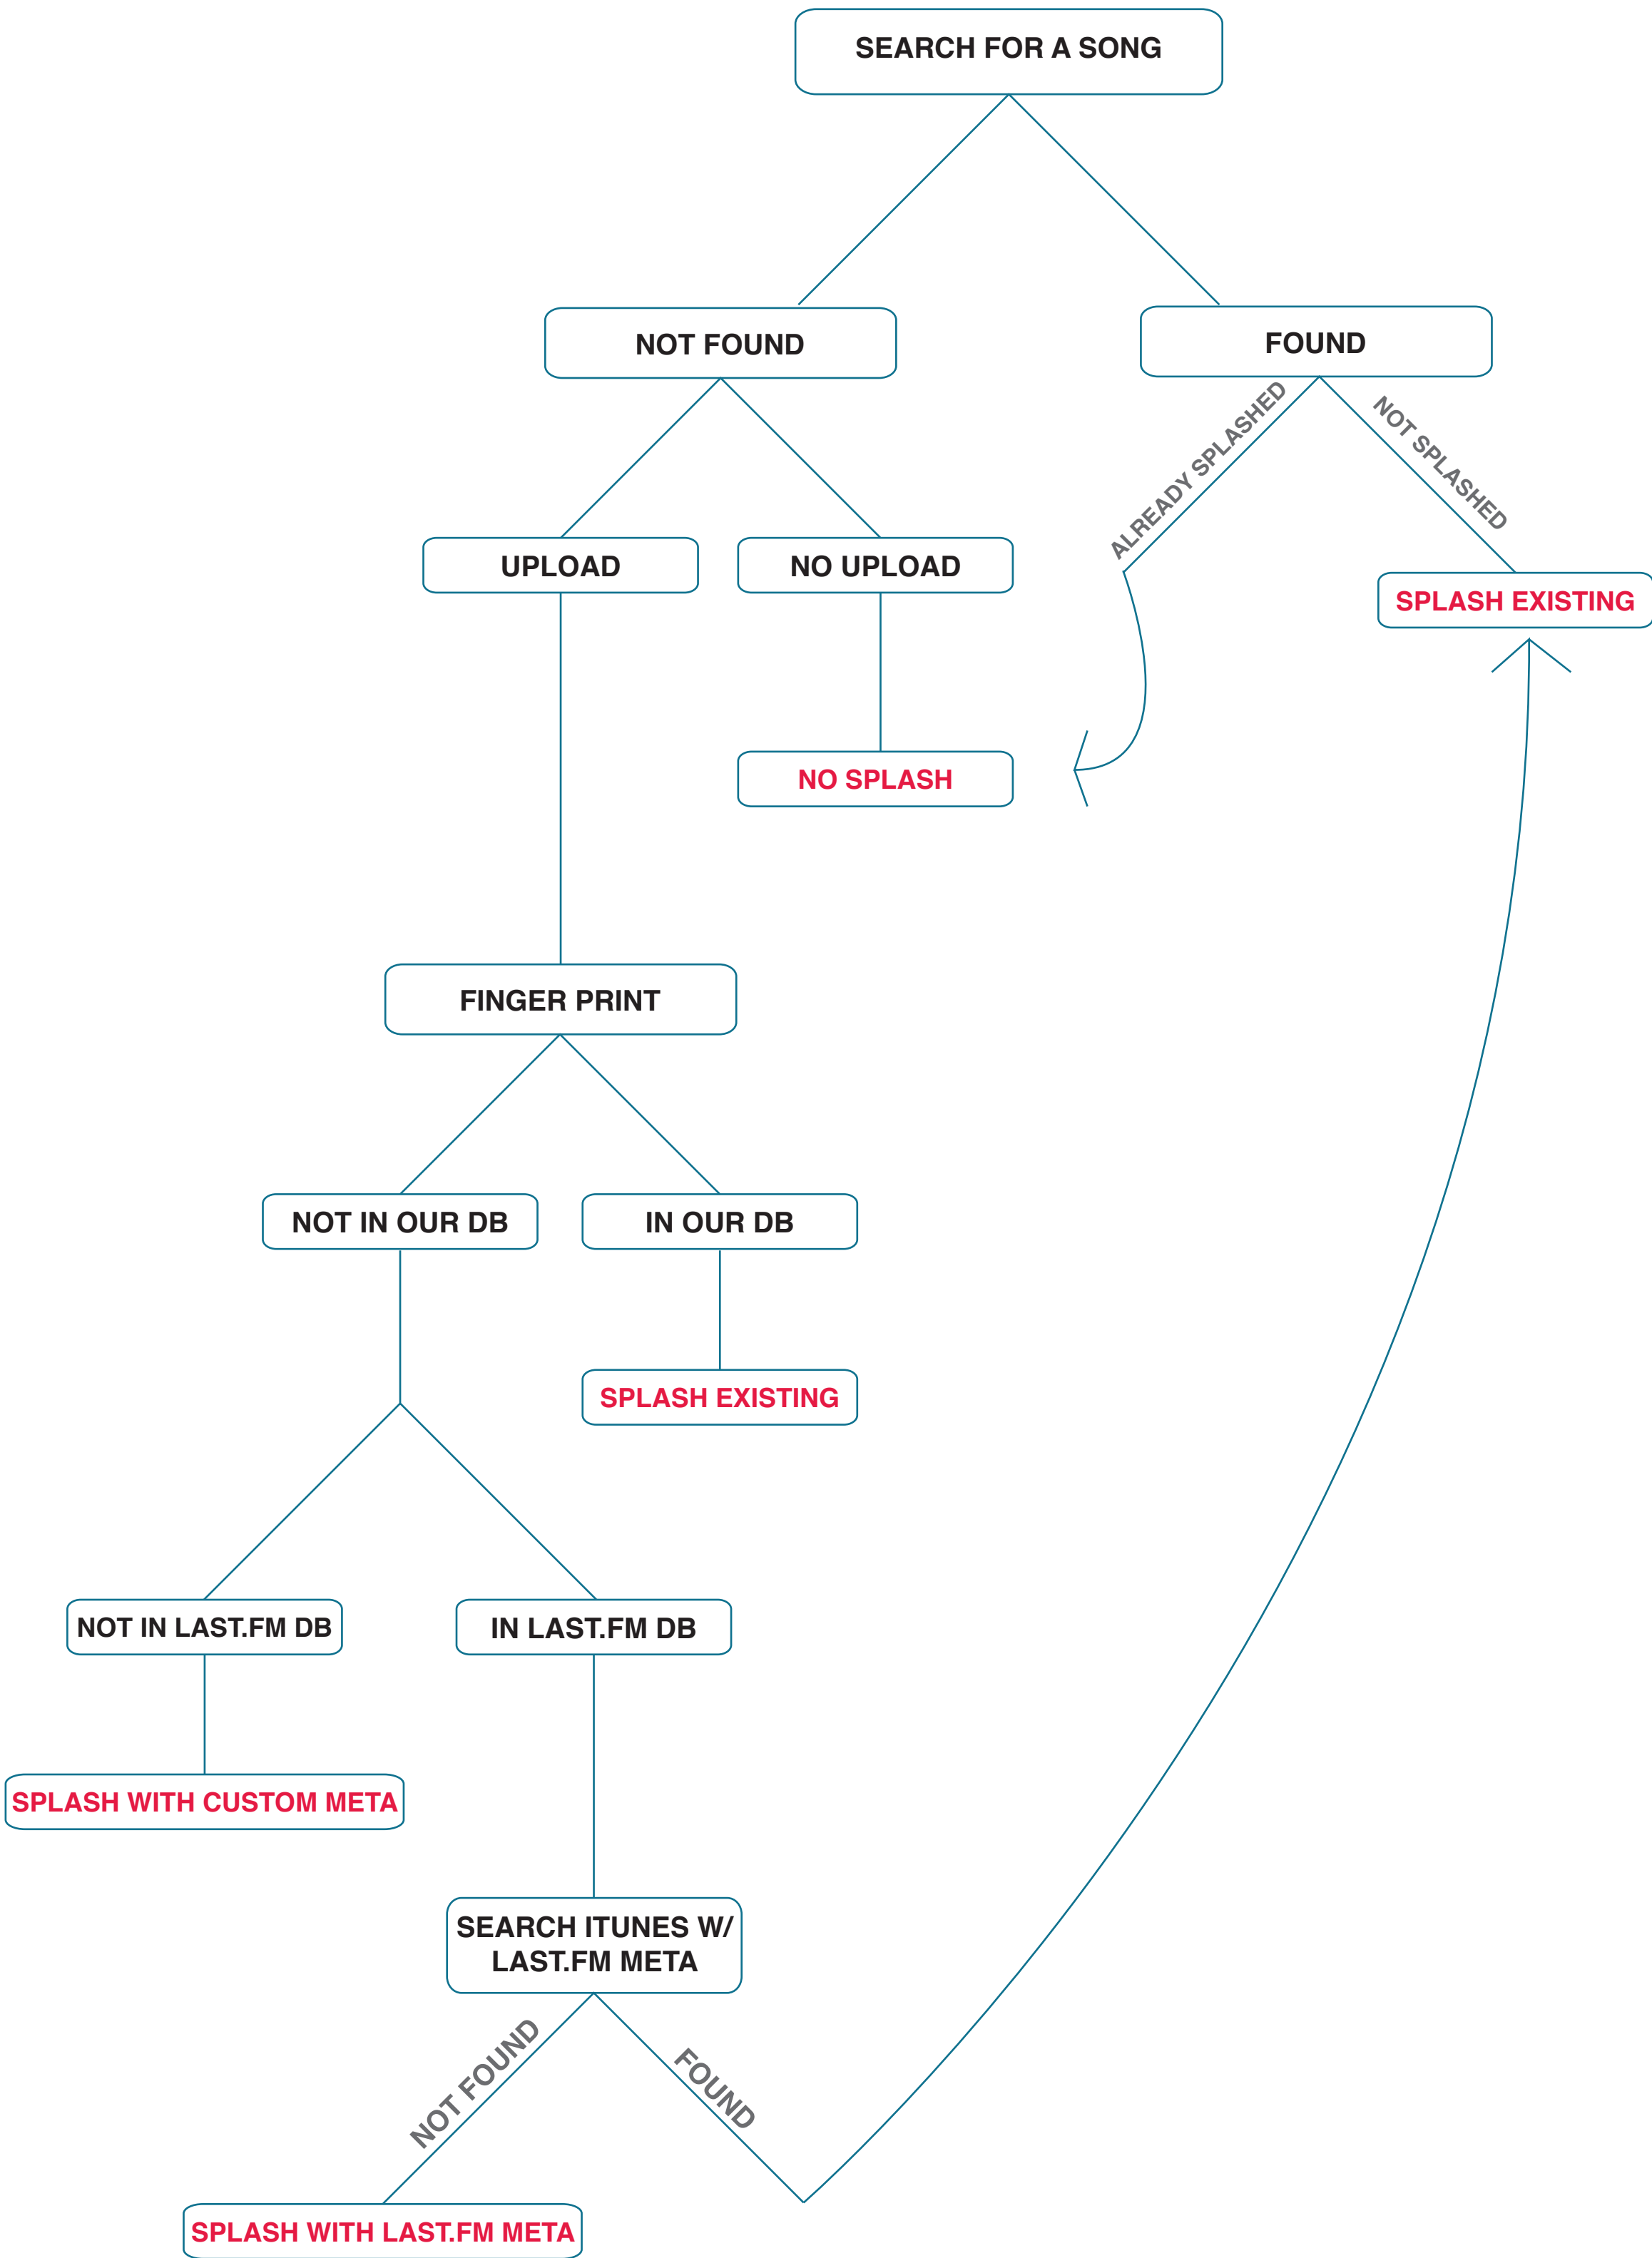 SEARCH FOR A SONG
NOT FOUND
FOUND
ALREADY SPLASHED
NOT SPLASHED
UPLOAD
NO UPLOAD
SPLASH EXISTING
NO SPLASH
FINGER PRINT
NOT IN OUR DB
IN OUR DB
SPLASH EXISTING
NOT IN LAST.FM DB
IN LAST.FM DB
SPLASH WITH CUSTOM META
SEARCH ITUNES W/
LAST.FM META
NOT FOUND
FOUND
SPLASH WITH LAST.FM META